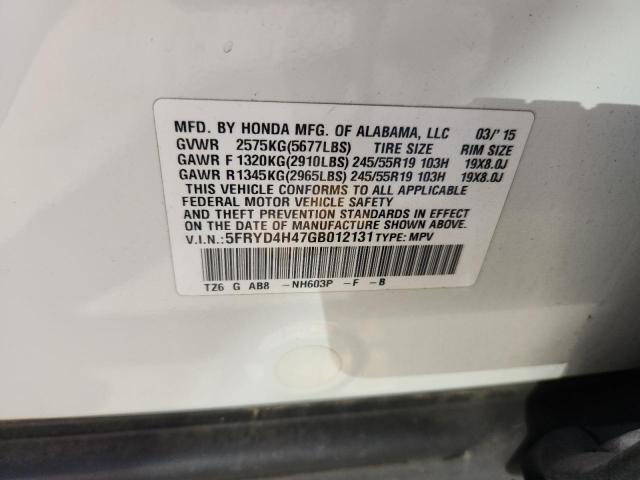 MFD. BY HONDA MFG. OF ALABAMA, LLC 03/'15
GVWR 2575KG(5677LBS) TIRE SIZE RIM SIZE
GAWR F 1320KG(2910LBS) 245/55R19 103H 19X8.0J
GAWR R1345KG(2965LBS) 245/55R19 103H 19X8.0J
THIS VEHICLE CONFORMS TO ALL APPLICABLE
FEDERAL MOTOR VEHICLE SAFETY
AND THEFT PREVENTION STANDARDS IN EFFECT
ON THE DATE OF MANUFACTURE SHOWN ABOVE.
V.I.N.: 5FRYD4H47GB012131 TYPE: MPV
TZ6 G AB8 -NH603P -F -B